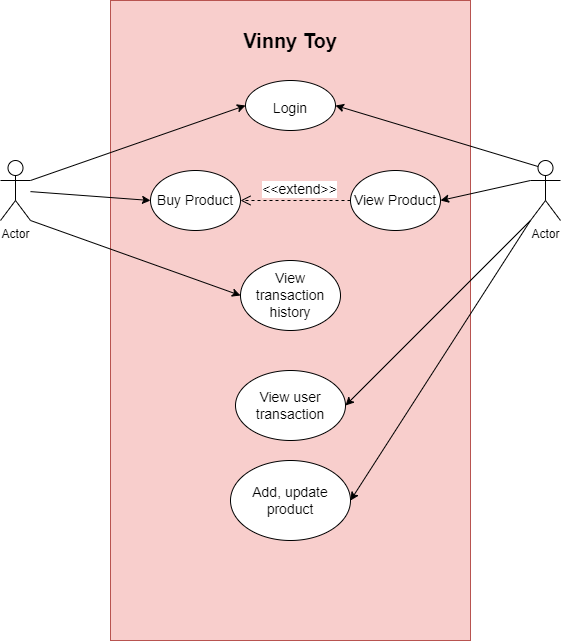 Vinny Toy
Login
<<extend>>
Buy Product
View Product
Actor
Actor
View
transaction
history
View user
transaction
Add, update
product